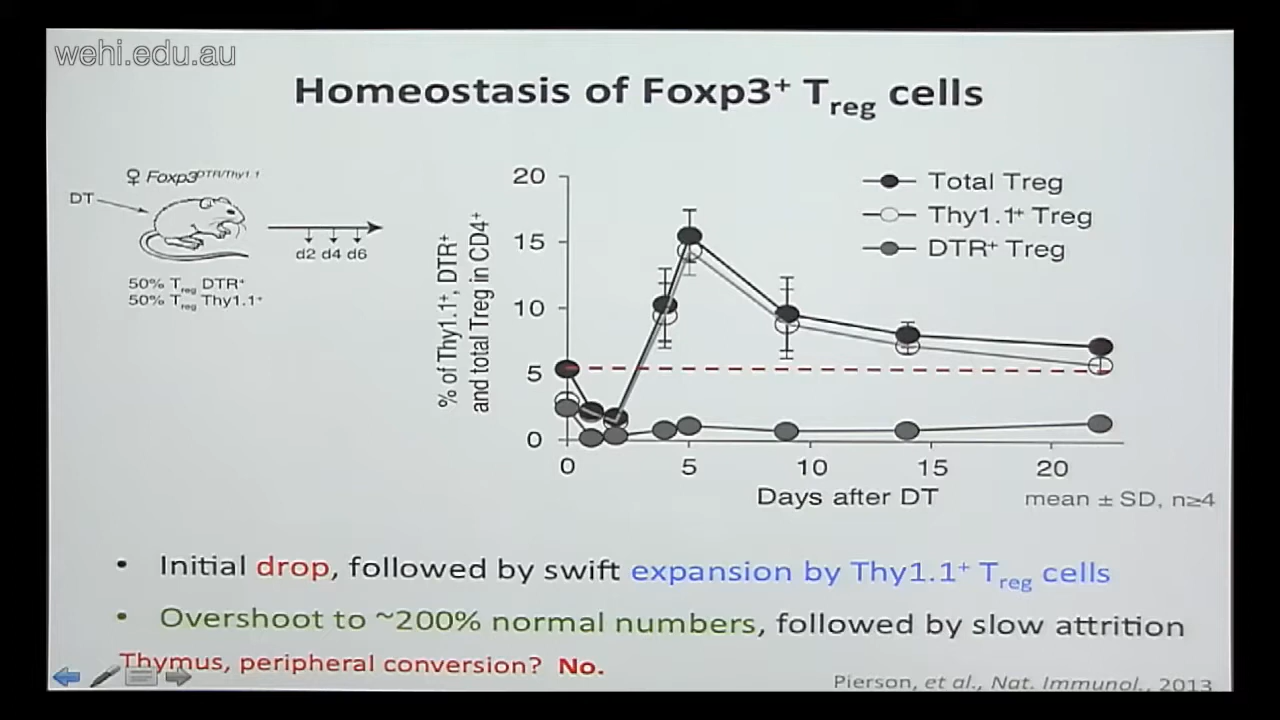 wehi.edu.au
Homeostasis of Foxp3⁺ Treg cells
♀ Foxp3ᴰᵀᴿ/ᵀʰʸ¹·¹
DT
d2 d4 d6
50% Treg DTR⁺
50% Treg Thy1.1⁺
% of Thy1.1⁺, DTR⁺
and total Treg in CD4⁺
20
15
10
5
0
Total Treg
Thy1.1⁺ Treg
DTR⁺ Treg
0 5 10 15 20
Days after DT
mean ± SD, n≥4
• Initial drop, followed by swift expansion by Thy1.1⁺ Treg cells
• Overshoot to ~200% normal numbers, followed by slow attrition
Thymus, peripheral conversion? No.
Pierson, et al., Nat. Immunol., 2013